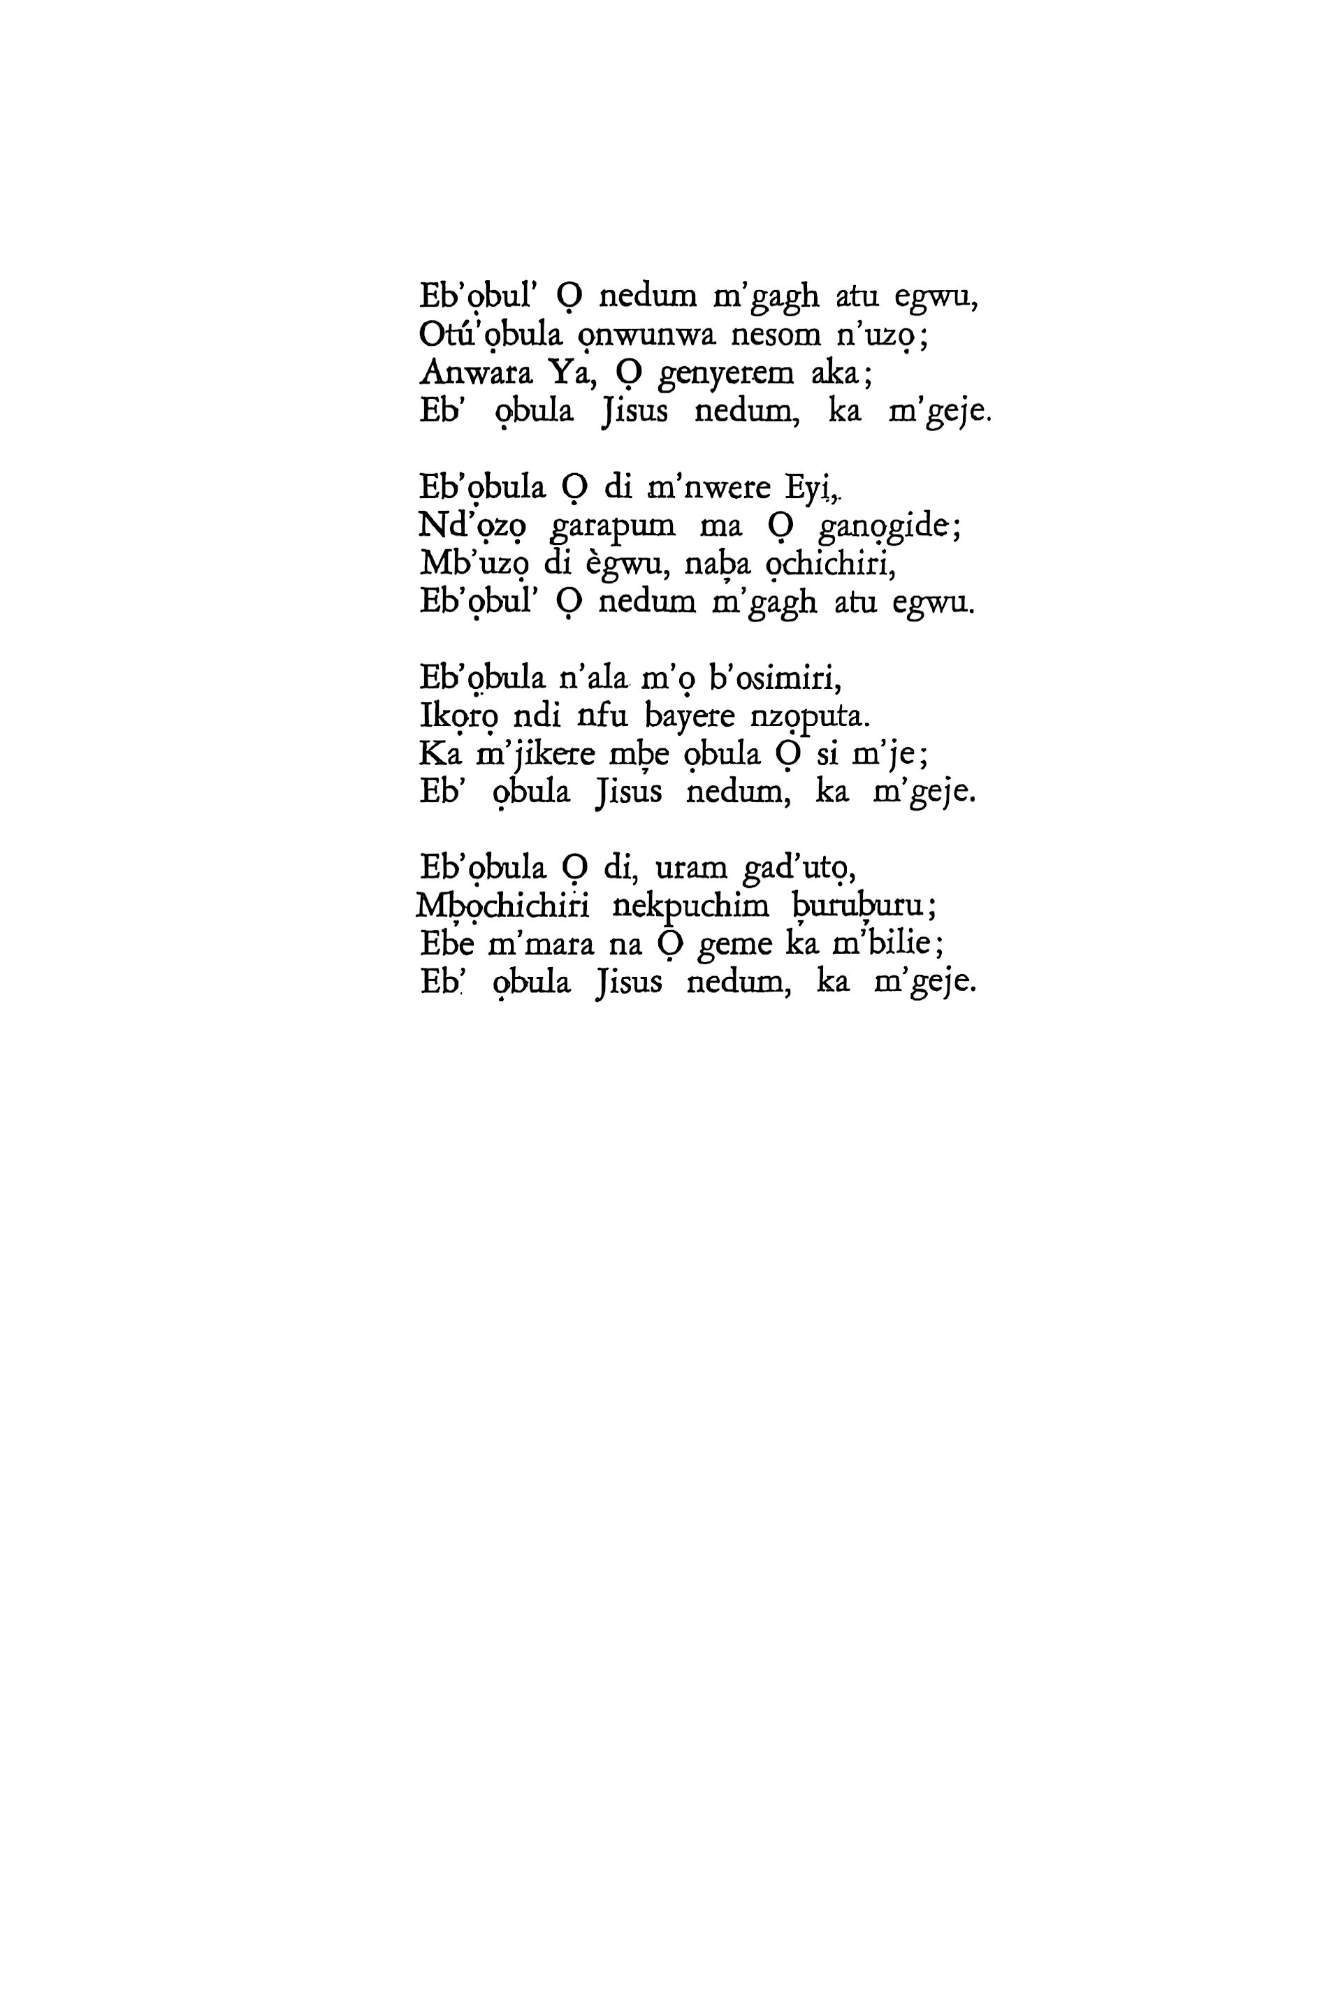 Eb’ọbul’ Ọ nedum m’gagh atu egwu,
Otú’ọbula ọnwunwa nesom n’uzọ;
Anwara Ya, Ọ genyerem aka;
Eb’ ọbula Jisus nedum, ka m’geje.

Eb’ọbula Ọ di m’nwere Eyi,
Nd’ọzọ garapum ma Ọ ganọgide;
Mb’uzọ di ègwu, naḅa ọchichiri,
Eb’ọbul’ Ọ nedum m’gagh atu egwu.

Eb’ọbula n’ala m’ọ b’osimiri,
Ikọrọ ndi nfu bayere nzọputa.
Ka m’jikere mḅe ọbula Ọ si m’je;
Eb’ ọbula Jisus nedum, ka m’geje.

Eb’ọbula Ọ di, uram gad’utọ,
Mḅọchichiri nekpuchim ḅuruḅuru;
Ebe m’mara na Ọ geme ka m’bilie;
Eb’ ọbula Jisus nedum, ka m’geje.